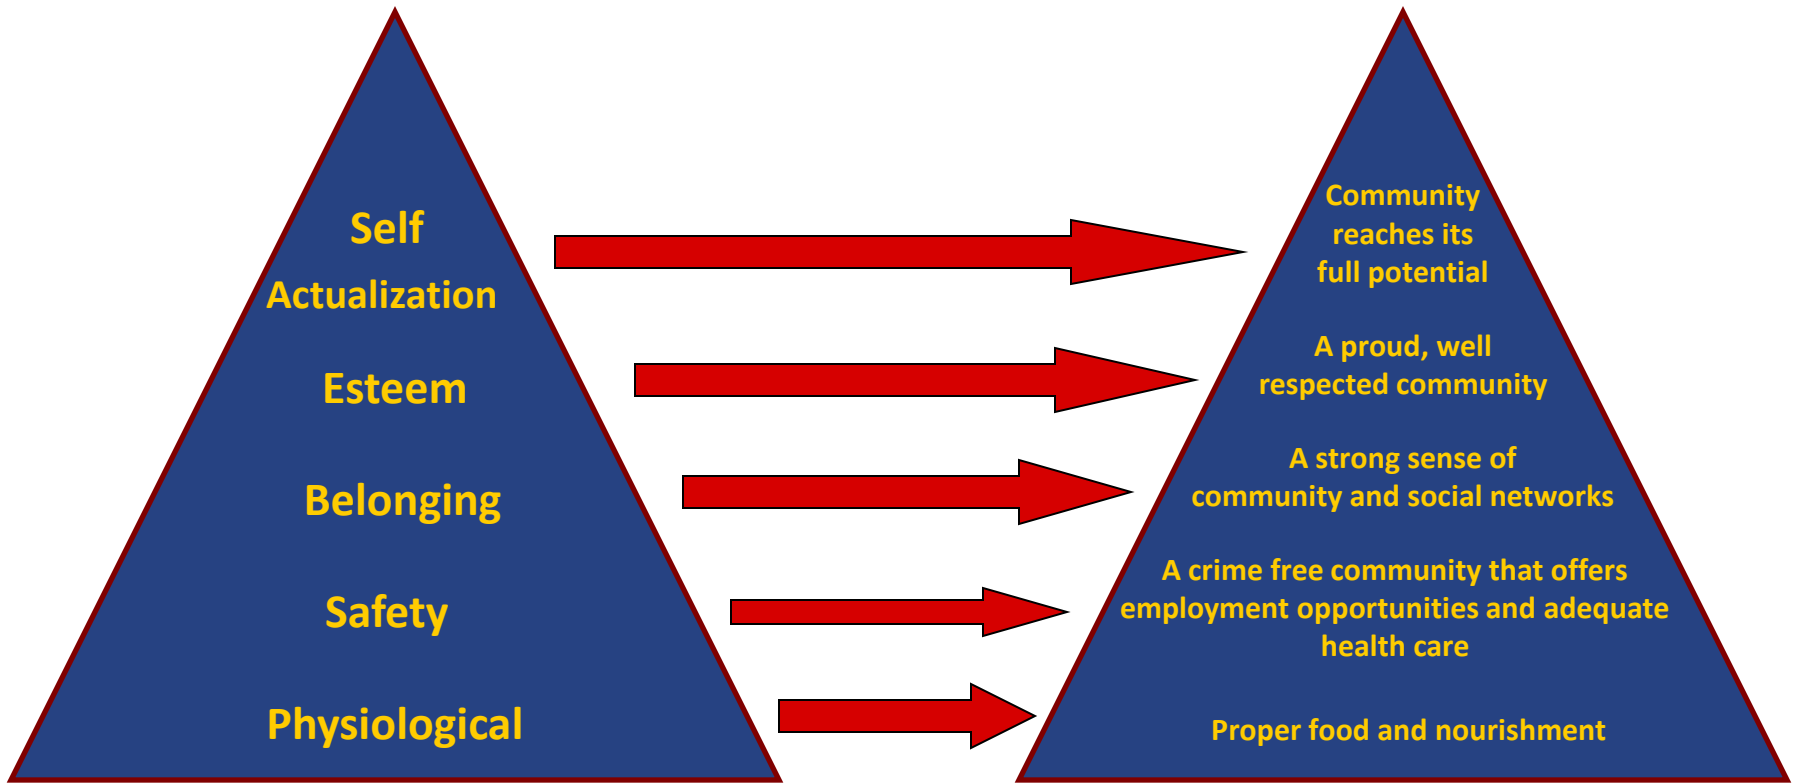 Self
Actualization
Esteem
Belonging
Safety
Physiological
Community
reaches its
full potential
A proud, well
respected community
A strong sense of
community and social networks
A crime free community that offers
employment opportunities and adequate
health care
Proper food and nourishment